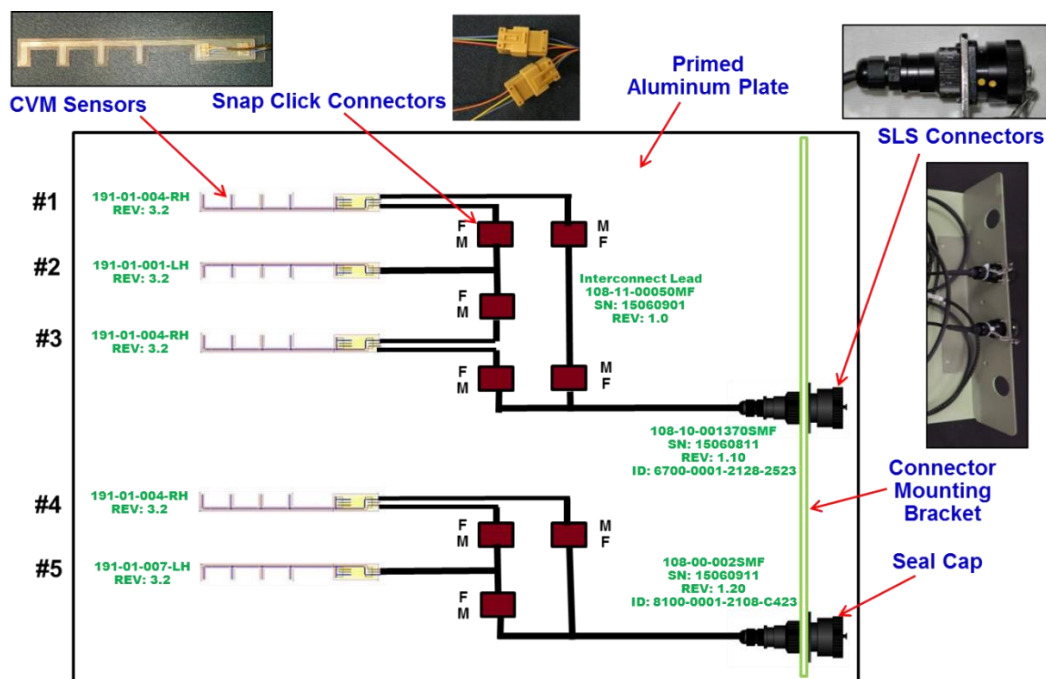 CVM Sensors
Snap Click Connectors
Primed
Aluminum Plate
SLS Connectors
#1
191-01-004-RH
REV: 3.2
F
M
M
F
#2
191-01-001-LH
REV: 3.2
Interconnect Lead
108-11-00050MF
SN: 15060901
REV: 1.0
F
M
#3
191-01-004-RH
REV: 3.2
F
M
M
F
108-10-001370SMF
SN: 15060811
REV: 1.10
ID: 6700-0001-2128-2523
Connector
Mounting
Bracket
#4
191-01-004-RH
REV: 3.2
F
M
M
F
#5
191-01-007-LH
REV: 3.2
108-00-002SMF
SN: 15060911
REV: 1.20
ID: 8100-0001-2108-C423
Seal Cap
F
M